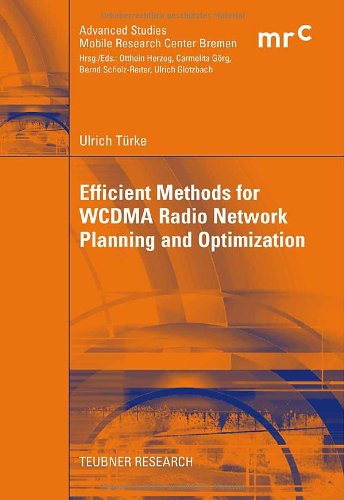 Advanced Studies
Mobile Research Center Bremen
Hrsg./Eds.: Otthein Herzog, Carmelita Görg,
Bernd Scholz-Reiter, Ulrich Glotzbach
mrc
Ulrich Türke
Efficient Methods for
WCDMA Radio Network
Planning and Optimization
TEUBNER RESEARCH